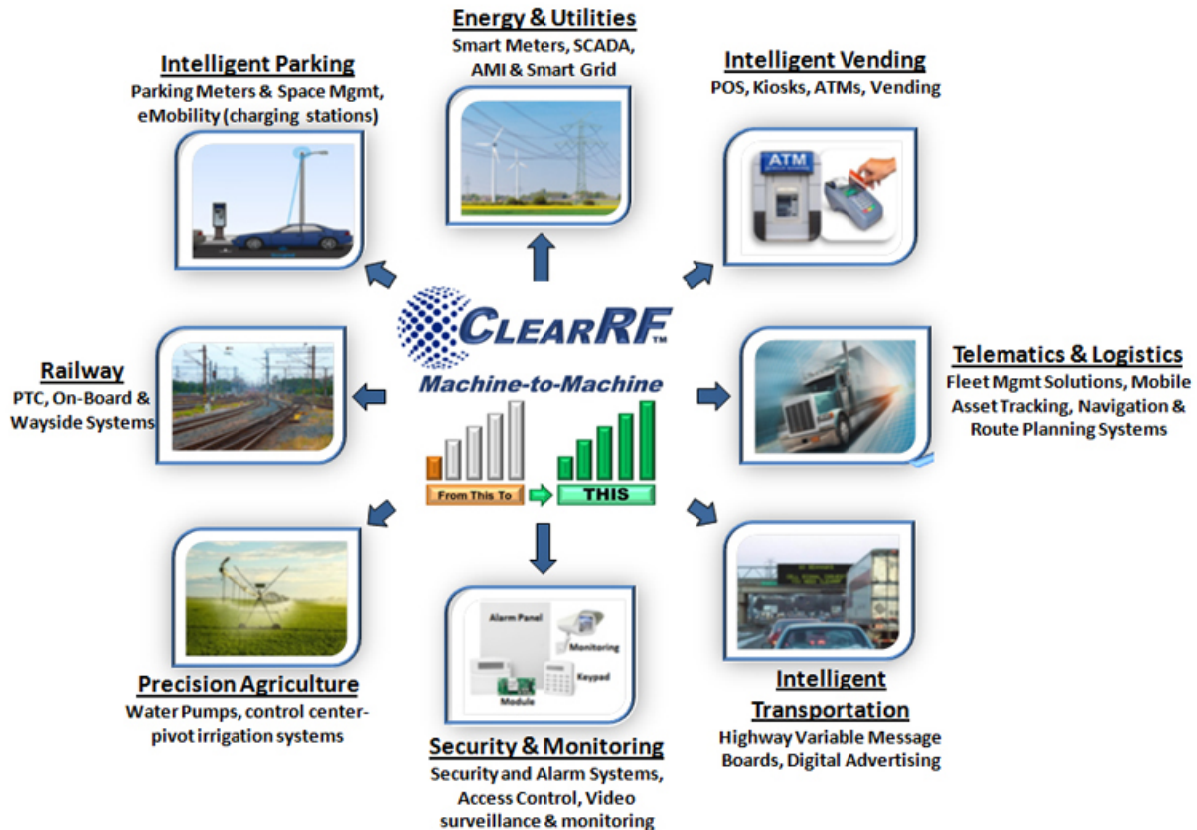 Energy & Utilities
Smart Meters, SCADA,
AMI & Smart Grid
Intelligent Parking
Parking Meters & Space Mgmt,
eMobility (charging stations)
Intelligent Vending
POS, Kiosks, ATMs, Vending
ATM
CLEARRF™
Machine-to-Machine
From This To
THIS
Railway
PTC, On-Board &
Wayside Systems
Telematics & Logistics
Fleet Mgmt Solutions, Mobile
Asset Tracking, Navigation &
Route Planning Systems
Precision Agriculture
Water Pumps, control center-
pivot irrigation systems
Alarm Panel
Monitoring
Keypad
Module
Security & Monitoring
Security and Alarm Systems,
Access Control, Video
surveillance & monitoring
Intelligent
Transportation
Highway Variable Message
Boards, Digital Advertising